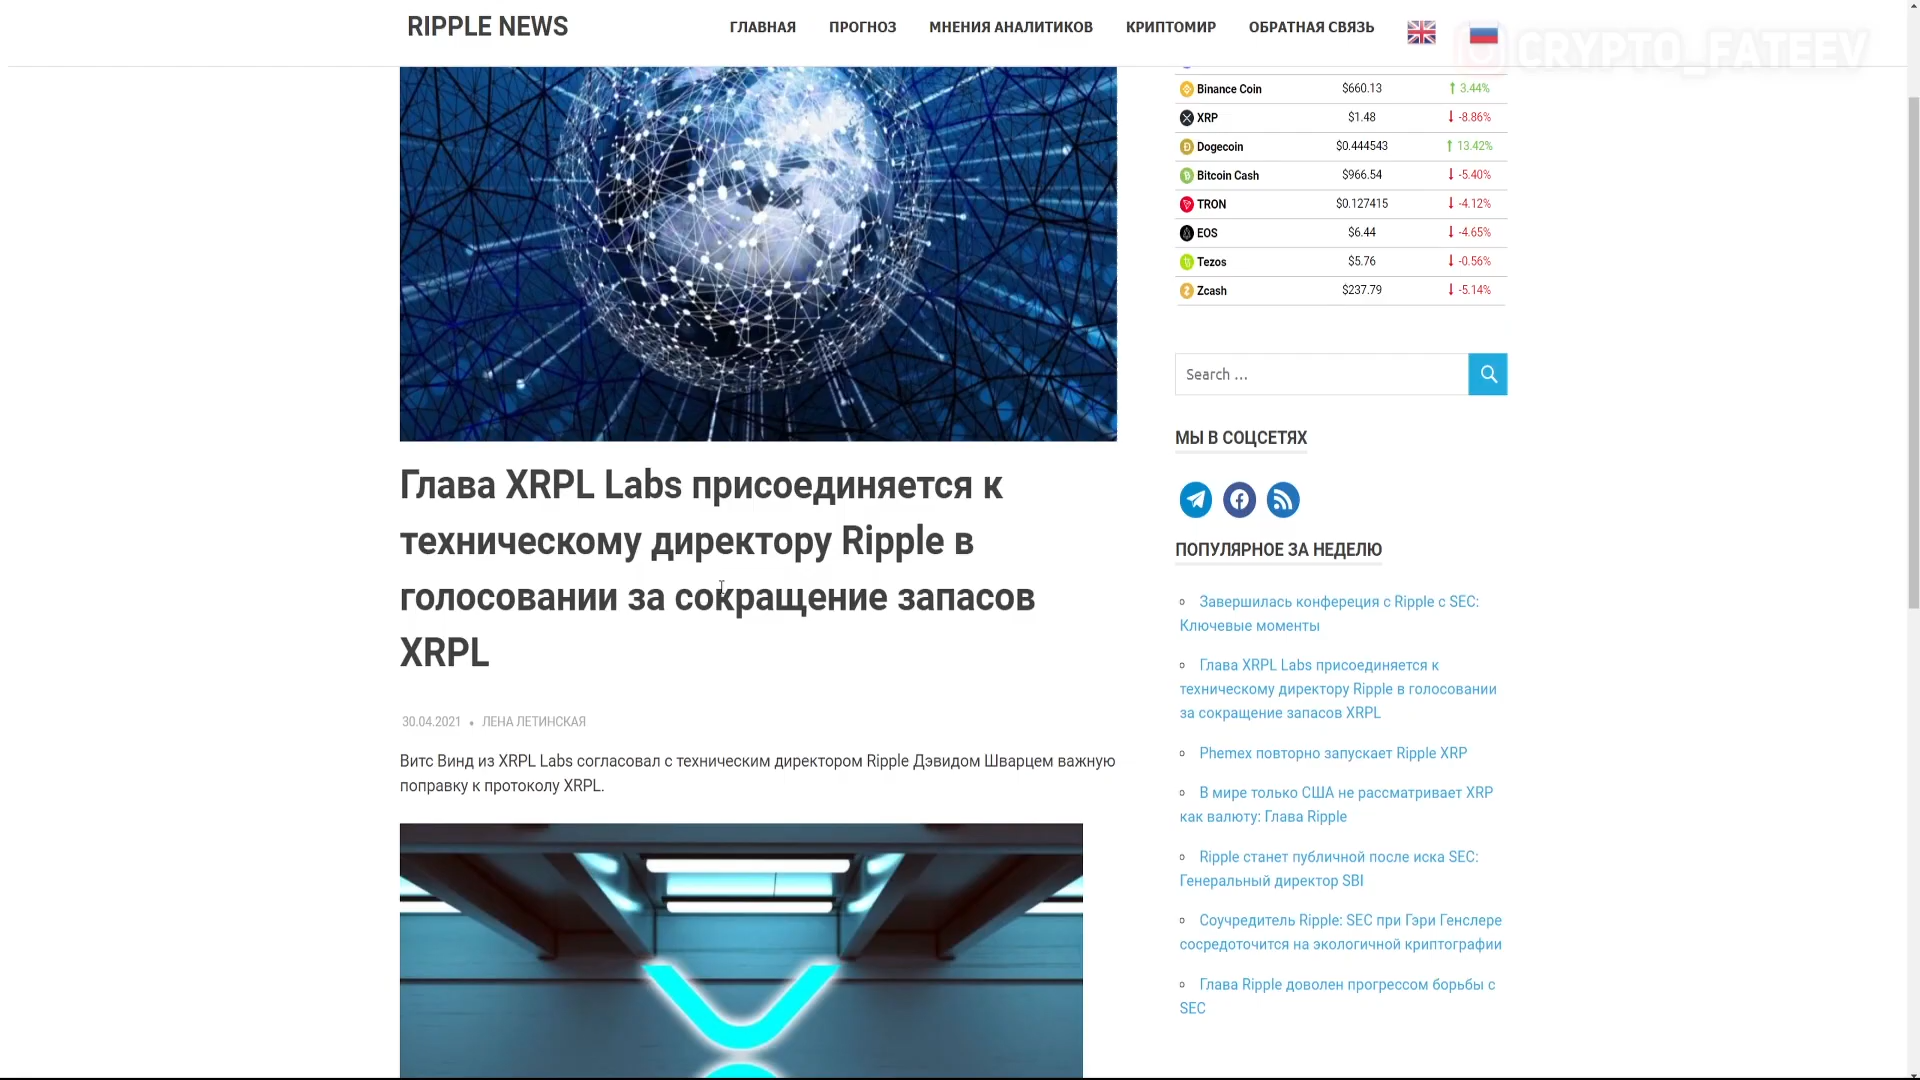 RIPPLE NEWS
ГЛАВНАЯ ПРОГНОЗ МНЕНИЯ АНАЛИТИКОВ КРИПТОМИР ОБРАТНАЯ СВЯЗЬ
CRYPTO_FATEEV
Binance Coin $660.13 3.44%
XRP $1.48 -8.86%
Dogecoin $0.444543 13.42%
Bitcoin Cash $966.54 -5.40%
TRON $0.127415 -4.12%
EOS $6.44 -4.65%
Tezos $5.76 -0.56%
Zcash $237.79 -5.14%
Search ...
МЫ В СОЦСЕТЯХ
Глава XRPL Labs присоединяется к
техническому директору Ripple в
голосовании за сокращение запасов
XRPL
30.04.2021 • ЛЕНА ЛЕТИНСКАЯ
Витс Винд из XRPL Labs согласовал с техническим директором Ripple Дэвидом Шварцем важную
поправку к протоколу XRPL.
ПОПУЛЯРНОЕ ЗА НЕДЕЛЮ
Завершилась конфереция с Ripple с SEC:
Ключевые моменты
Глава XRPL Labs присоединяется к
техническому директору Ripple в голосовании
за сокращение запасов XRPL
Phemex повторно запускает Ripple XRP
В мире только США не рассматривает XRP
как валюту: Глава Ripple
Ripple станет публичной после иска SEC:
Генеральный директор SBI
Соучредитель Ripple: SEC при Гэри Генслере
сосредоточится на экологичной криптографии
Глава Ripple доволен прогрессом борьбы с
SEC